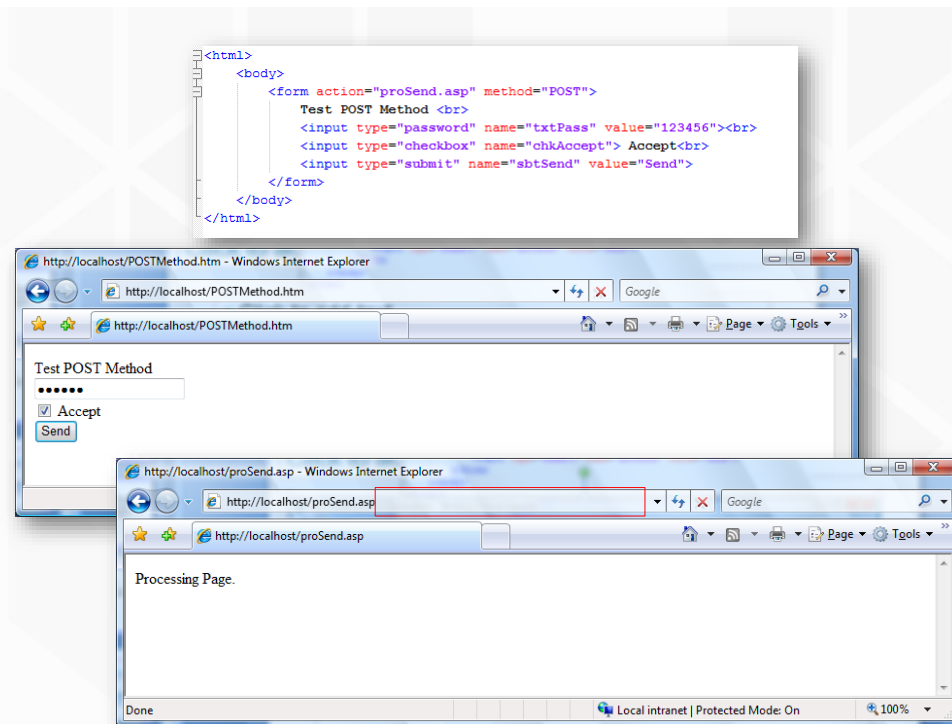 <html>
<body>
<form action="proSend.asp" method="POST">
Test POST Method <br>
<input type="password" name="txtPass" value="123456"><br>
<input type="checkbox" name="chkAccept"> Accept<br>
<input type="submit" name="sbtSend" value="Send">
</form>
</body>
</html>
http://localhost/POSTMethod.htm - Windows Internet Explorer
http://localhost/POSTMethod.htm
Google
http://localhost/POSTMethod.htm
Page
Tools
Test POST Method
••••••
Accept
Send
http://localhost/proSend.asp - Windows Internet Explorer
http://localhost/proSend.asp
Google
http://localhost/proSend.asp
Page
Tools
Processing Page.
Done
Local intranet | Protected Mode: On
100%